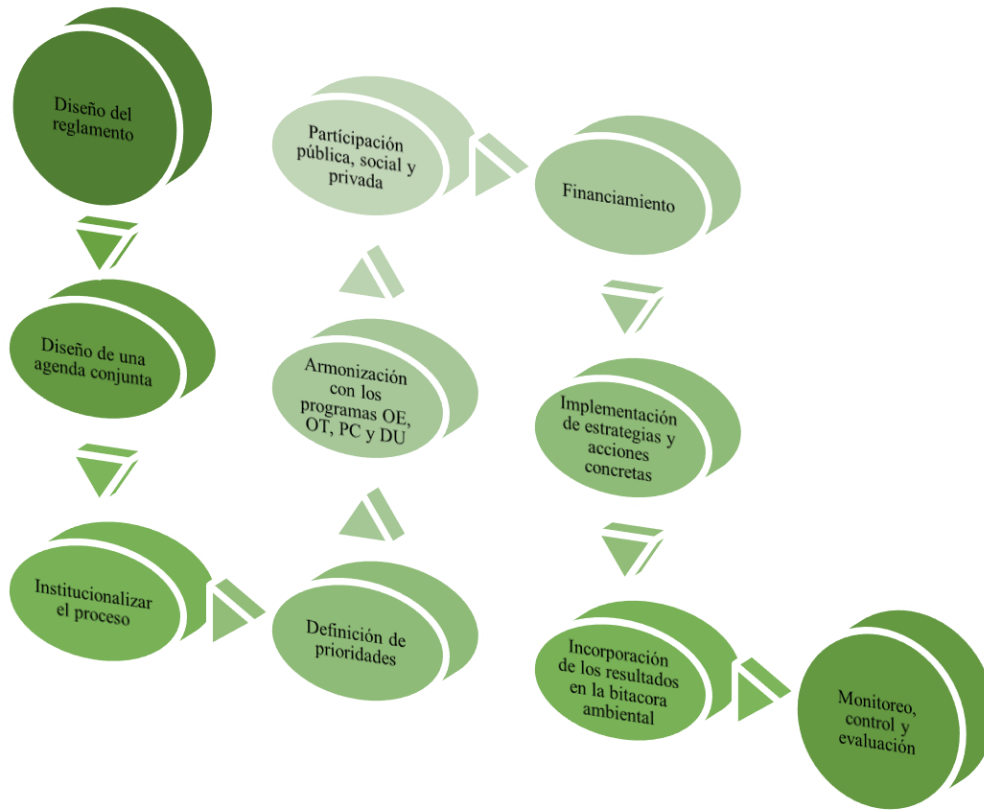 Diseño del
reglamento
Diseño de una
agenda conjunta
Institucionalizar
el proceso
Definición de
prioridades
Armonización
con los
programas OE,
OT, PC y DU
Participación
pública, social y
privada
Financiamiento
Implementación
de estrategias y
acciones
concretas
Incorporación
de los resultados
en la bitacora
ambiental
Monitoreo,
control y
evaluación